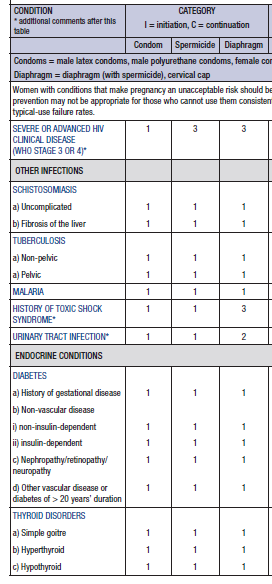 CONDITION CATEGORY
* additional comments after this I = initiation, C = continuation
table
Condom Spermicide Diaphragm
Condoms = male latex condoms, male polyurethane condoms, female
Diaphragm = diaphragm (with spermicide), cervical cap
Women with conditions that make pregnancy an unacceptable risk should be
prevention may not be appropriate for those who cannot use them
typical-use failure rates.
SEVERE OR ADVANCED HIV 1 3 3
CLINICAL DISEASE
(WHO STAGE 3 OR 4)*
OTHER INFECTIONS
SCHISTOSOMIASIS
a) Uncomplicated 1 1 1
b) Fibrosis of the liver 1 1 1
TUBERCULOSIS
a) Non-pelvic 1 1 1
a) Pelvic 1 1 1
MALARIA 1 1 1
HISTORY OF TOXIC SHOCK 1 1 3
SYNDROME*
URINARY TRACT INFECTION* 1 1 2
ENDOCRINE CONDITIONS
DIABETES
a) History of gestational disease 1 1 1
b) Non-vascular disease
i) non-insulin-dependent 1 1 1
ii) insulin-dependent 1 1 1
c) Nephropathy/retinopathy/ 1 1 1
neuropathy
d) Other vascular disease or 1 1 1
diabetes of > 20 years' duration
THYROID DISORDERS
a) Simple goitre 1 1 1
b) Hyperthyroid 1 1 1
c) Hypothyroid 1 1 1